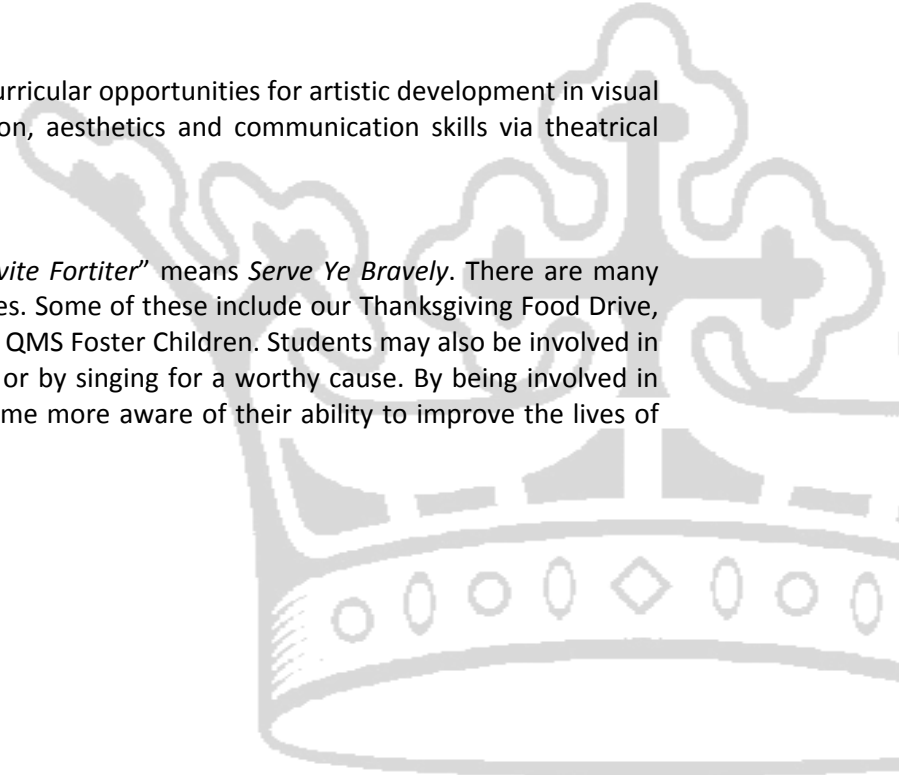 urricular opportunities for artistic development in visual
on, aesthetics and communication skills via theatrical
vite Fortiter” means Serve Ye Bravely. There are many
es. Some of these include our Thanksgiving Food Drive,
QMS Foster Children. Students may also be involved in
or by singing for a worthy cause. By being involved in
me more aware of their ability to improve the lives of